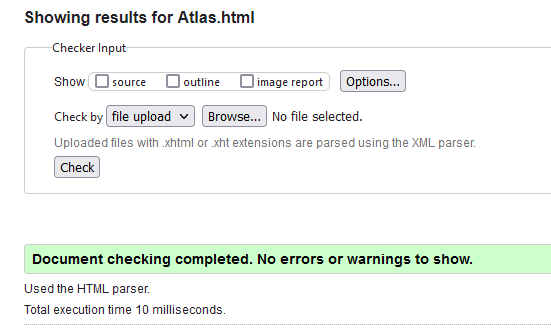 Showing results for Atlas.html
Checker Input
Show source outline image report Options...
Check by file upload Browse... No file selected.
Uploaded files with .xhtml or .xht extensions are parsed using the XML parser.
Check
Document checking completed. No errors or warnings to show.
Used the HTML parser.
Total execution time 10 milliseconds.